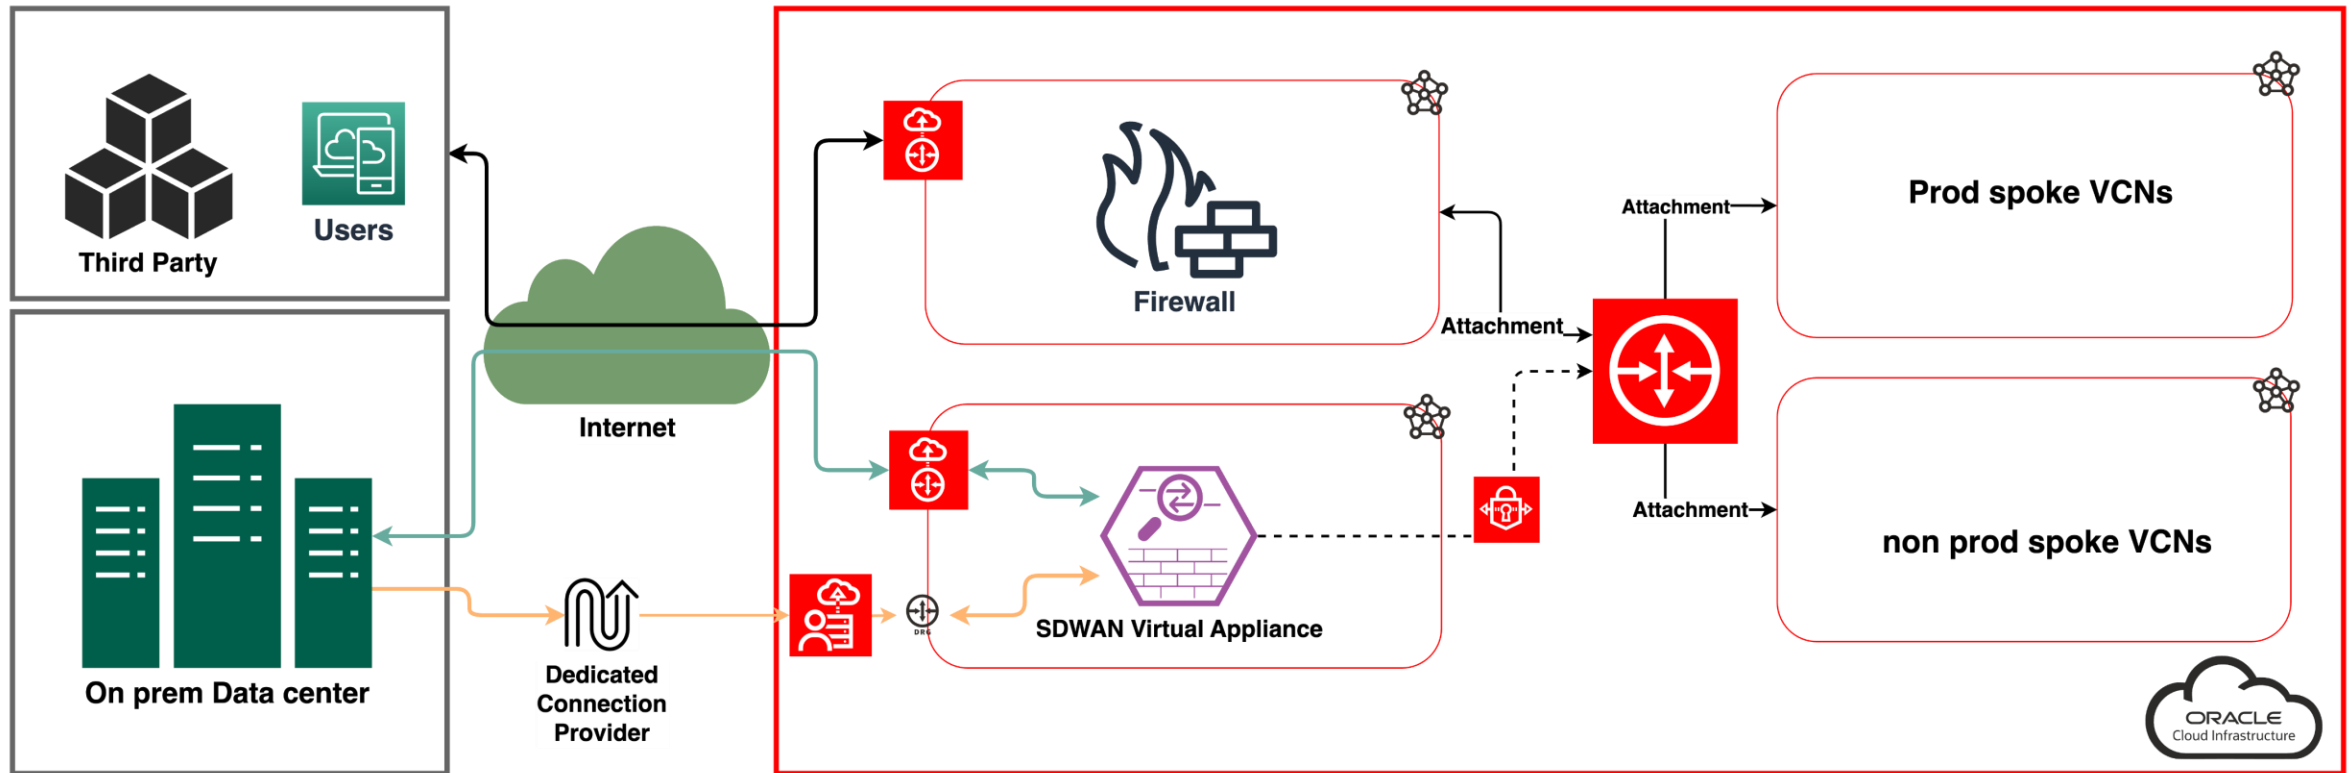 Third Party
Users
Internet
On prem Data center
Dedicated
Connection
Provider
Firewall
SDWAN Virtual Appliance
DRG
Attachment
Attachment
Attachment
Prod spoke VCNs
non prod spoke VCNs
ORACLE
Cloud Infrastructure